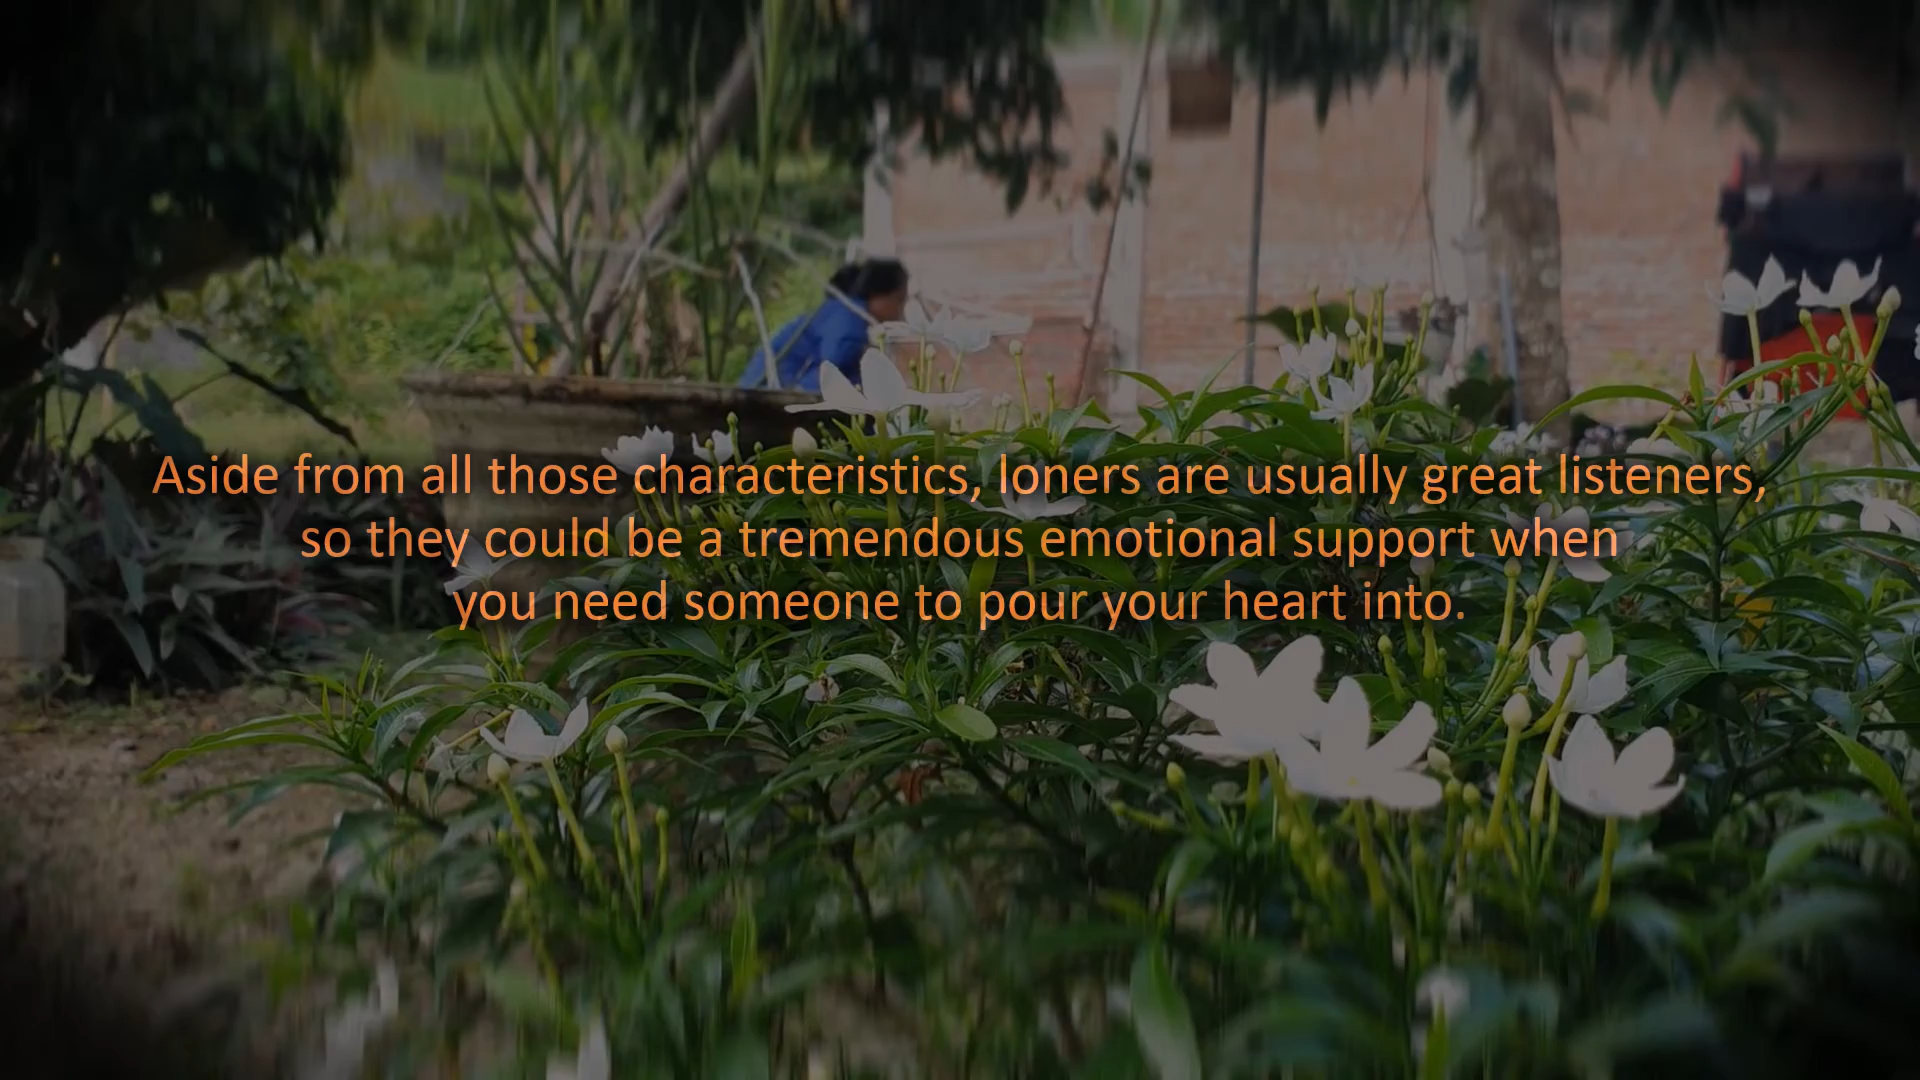 Aside from all those characteristics, loners are usually great listeners,
so they could be a tremendous emotional support when
you need someone to pour your heart into.